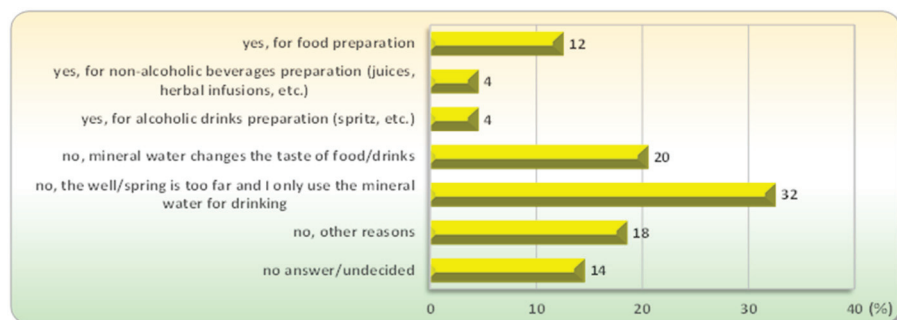 yes, for food preparation
12
yes, for non-alcoholic beverages preparation (juices,
herbal infusions, etc.)
4
yes, for alcoholic drinks preparation (spritz, etc.)
4
no, mineral water changes the taste of food/drinks
20
no, the well/spring is too far and I only use the mineral
water for drinking
32
no, other reasons
18
no answer/undecided
14
0 10 20 30 40 (%)